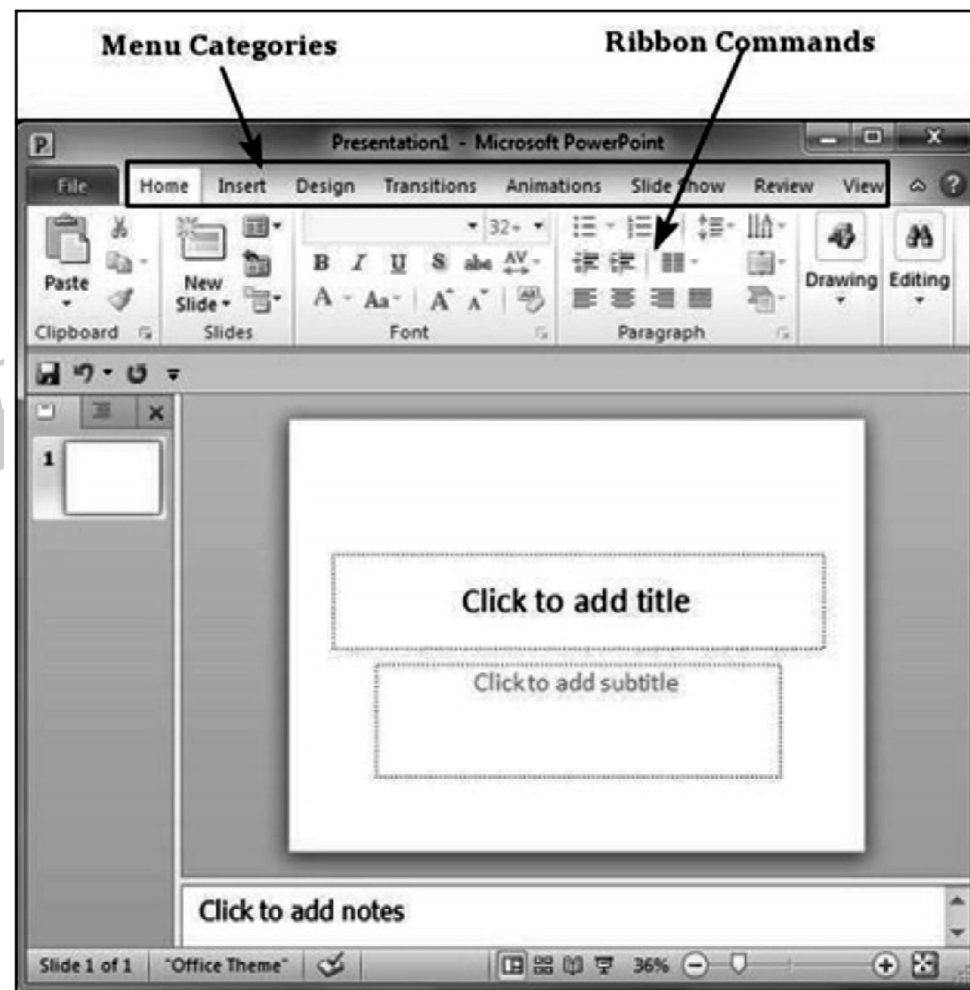 Menu Categories
Ribbon Commands
Presentation1 - Microsoft PowerPoint
File Home Insert Design Transitions Animations Slide Show Review View
Paste
New
Slide
32+
B I U S abc AV
A Aa A A
Drawing Editing
Clipboard Slides Font Paragraph
1
Click to add title
Click to add subtitle
Click to add notes
Slide 1 of 1 "Office Theme" 36%